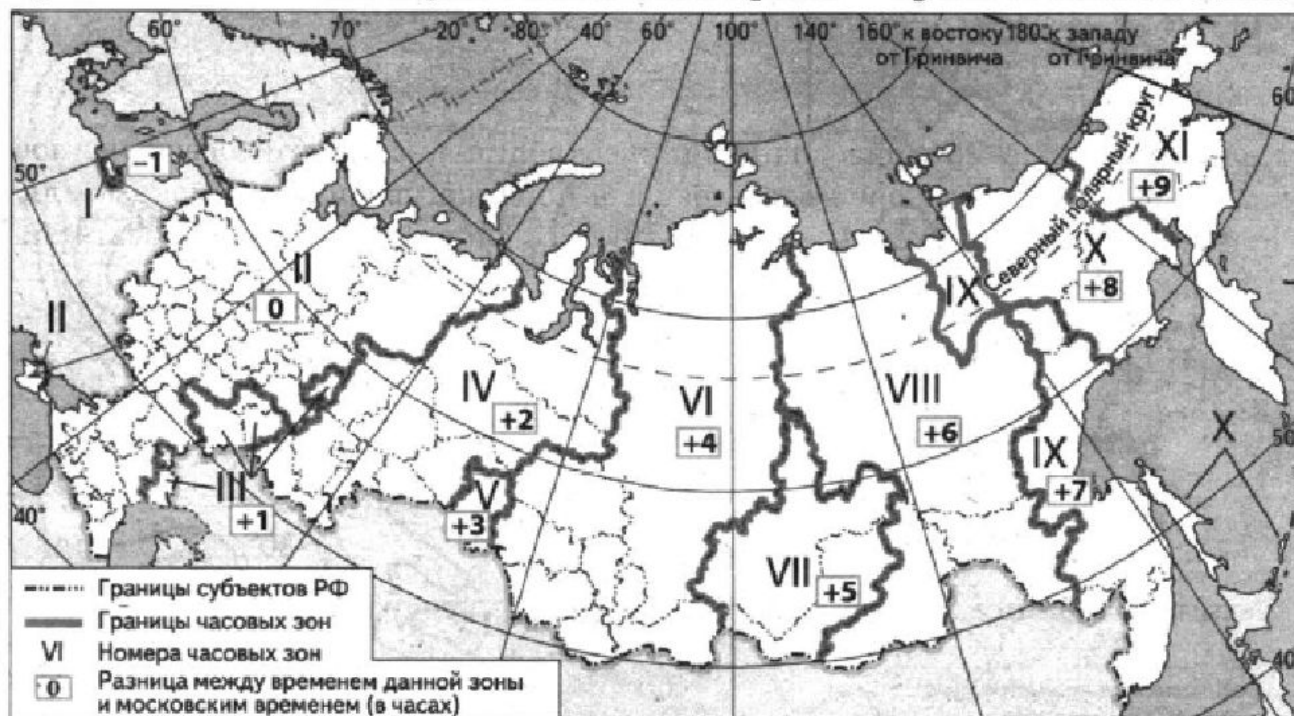 60° 70° 20° 80° 60° 40° 100° 140° 160° к востоку 180° к западу
от Гринвича от Гринвича
60°
Северный полярный круг
XI
+9
-1
50°
I
X
+8
II
0
IX
II
IV
+2
VI
+4
VIII
+6
X
50°
IX
+7
III
+1
V
+3
40°
VII
+5
40°
Границы субъектов РФ
Границы часовых зон
VI Номера часовых зон
0 Разница между временем данной зоны
и московским временем (в часах)